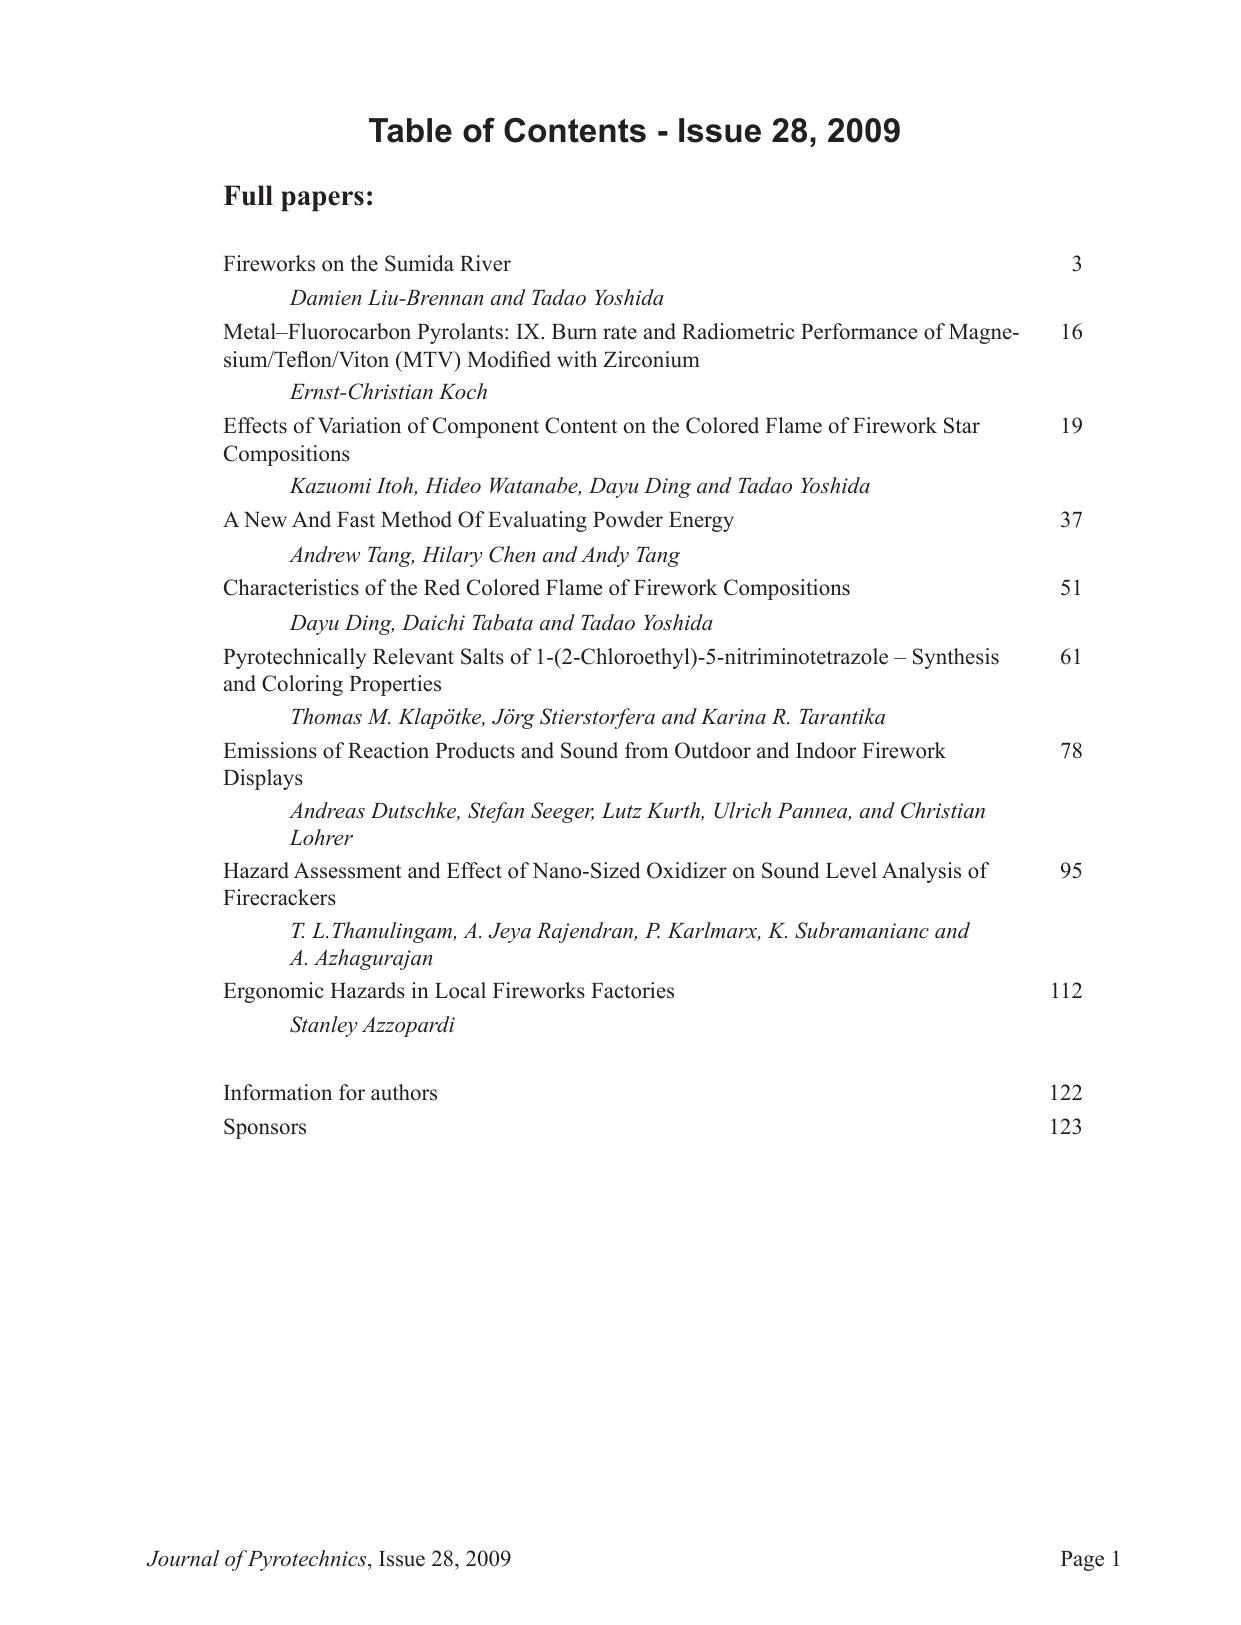 Table of Contents - Issue 28, 2009
Full papers:
Fireworks on the Sumida River 3
Damien Liu-Brennan and Tadao Yoshida
Metal–Fluorocarbon Pyrolants: IX. Burn rate and Radiometric Performance of Magne- 16
sium/Teflon/Viton (MTV) Modified with Zirconium
Ernst-Christian Koch
Effects of Variation of Component Content on the Colored Flame of Firework Star 19
Compositions
Kazuomi Itoh, Hideo Watanabe, Dayu Ding and Tadao Yoshida
A New And Fast Method Of Evaluating Powder Energy 37
Andrew Tang, Hilary Chen and Andy Tang
Characteristics of the Red Colored Flame of Firework Compositions 51
Dayu Ding, Daichi Tabata and Tadao Yoshida
Pyrotechnically Relevant Salts of 1-(2-Chloroethyl)-5-nitriminotetrazole – Synthesis 61
and Coloring Properties
Thomas M. Klapötke, Jörg Stierstorfera and Karina R. Tarantika
Emissions of Reaction Products and Sound from Outdoor and Indoor Firework 78
Displays
Andreas Dutschke, Stefan Seeger, Lutz Kurth, Ulrich Pannea, and Christian
Lohrer
Hazard Assessment and Effect of Nano-Sized Oxidizer on Sound Level Analysis of 95
Firecrackers
T. L.Thanulingam, A. Jeya Rajendran, P. Karlmarx, K. Subramanianc and
A. Azhagurajan
Ergonomic Hazards in Local Fireworks Factories 112
Stanley Azzopardi
Information for authors 122
Sponsors 123
Journal of Pyrotechnics, Issue 28, 2009 Page 1